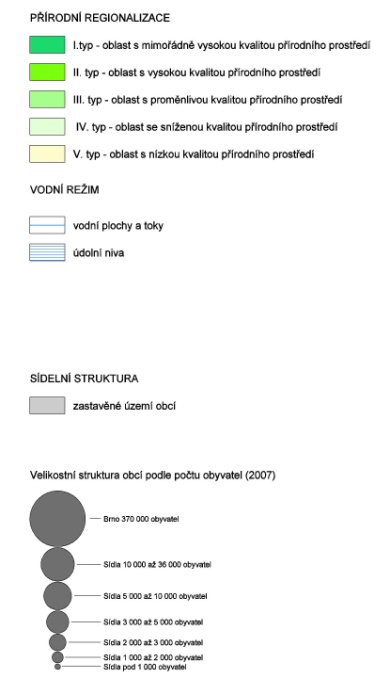 PŘÍRODNÍ REGIONALIZACE
I.typ - oblast s mimořádně vysokou kvalitou přírodního prostředí
II. typ - oblast s vysokou kvalitou přírodního prostředí
III. typ - oblast s proměnlivou kvalitou přírodního prostředí
IV. typ - oblast se sníženou kvalitou přírodního prostředí
V. typ - oblast s nízkou kvalitou přírodního prostředí
VODNÍ REŽIM
vodní plochy a toky
údolní niva
SÍDELNÍ STRUKTURA
zastavěné území obcí
Velikostní struktura obcí podle počtu obyvatel (2007)
Brno 370 000 obyvatel
Sídla 10 000 až 36 000 obyvatel
Sídla 5 000 až 10 000 obyvatel
Sídla 3 000 až 5 000 obyvatel
Sídla 2 000 až 3 000 obyvatel
Sídla 1 000 až 2 000 obyvatel
Sídla pod 1 000 obyvatel